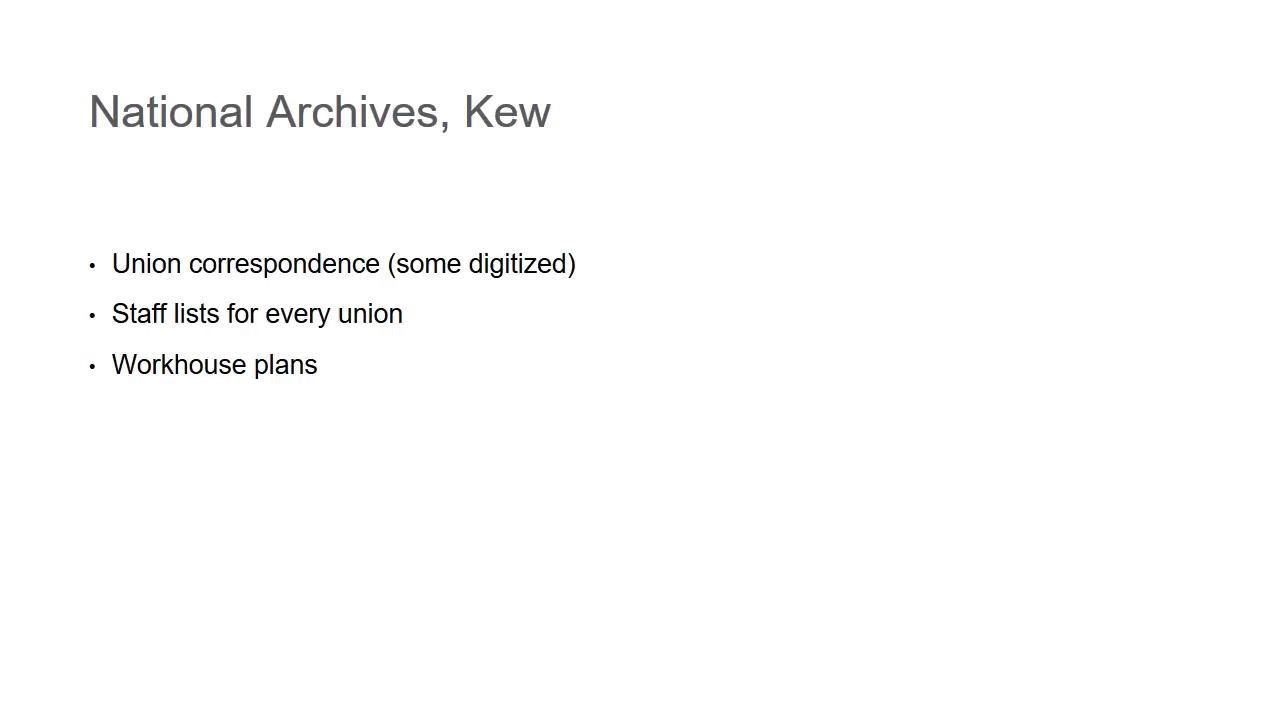 National Archives, Kew
• Union correspondence (some digitized)
• Staff lists for every union
• Workhouse plans